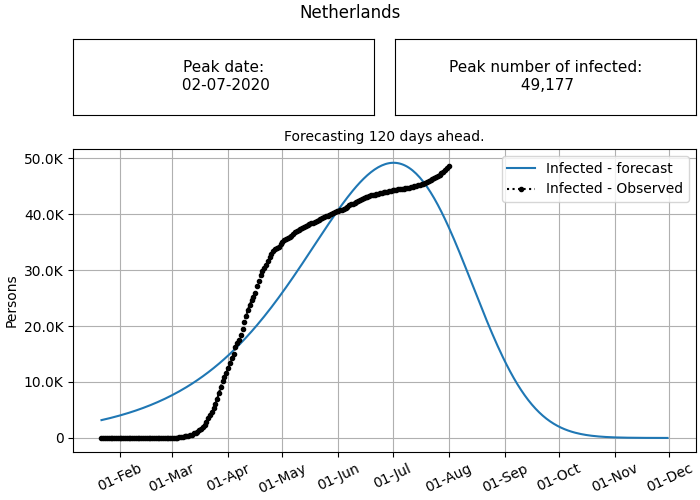 Netherlands
Peak date:
02-07-2020
Peak number of infected:
49,177
Forecasting 120 days ahead.
50.0K
40.0K
30.0K
20.0K
10.0K
0
Persons
Infected - forecast
Infected - Observed
01-Feb
01-Mar
01-Apr
01-May
01-Jun
01-Jul
01-Aug
01-Sep
01-Oct
01-Nov
01-Dec